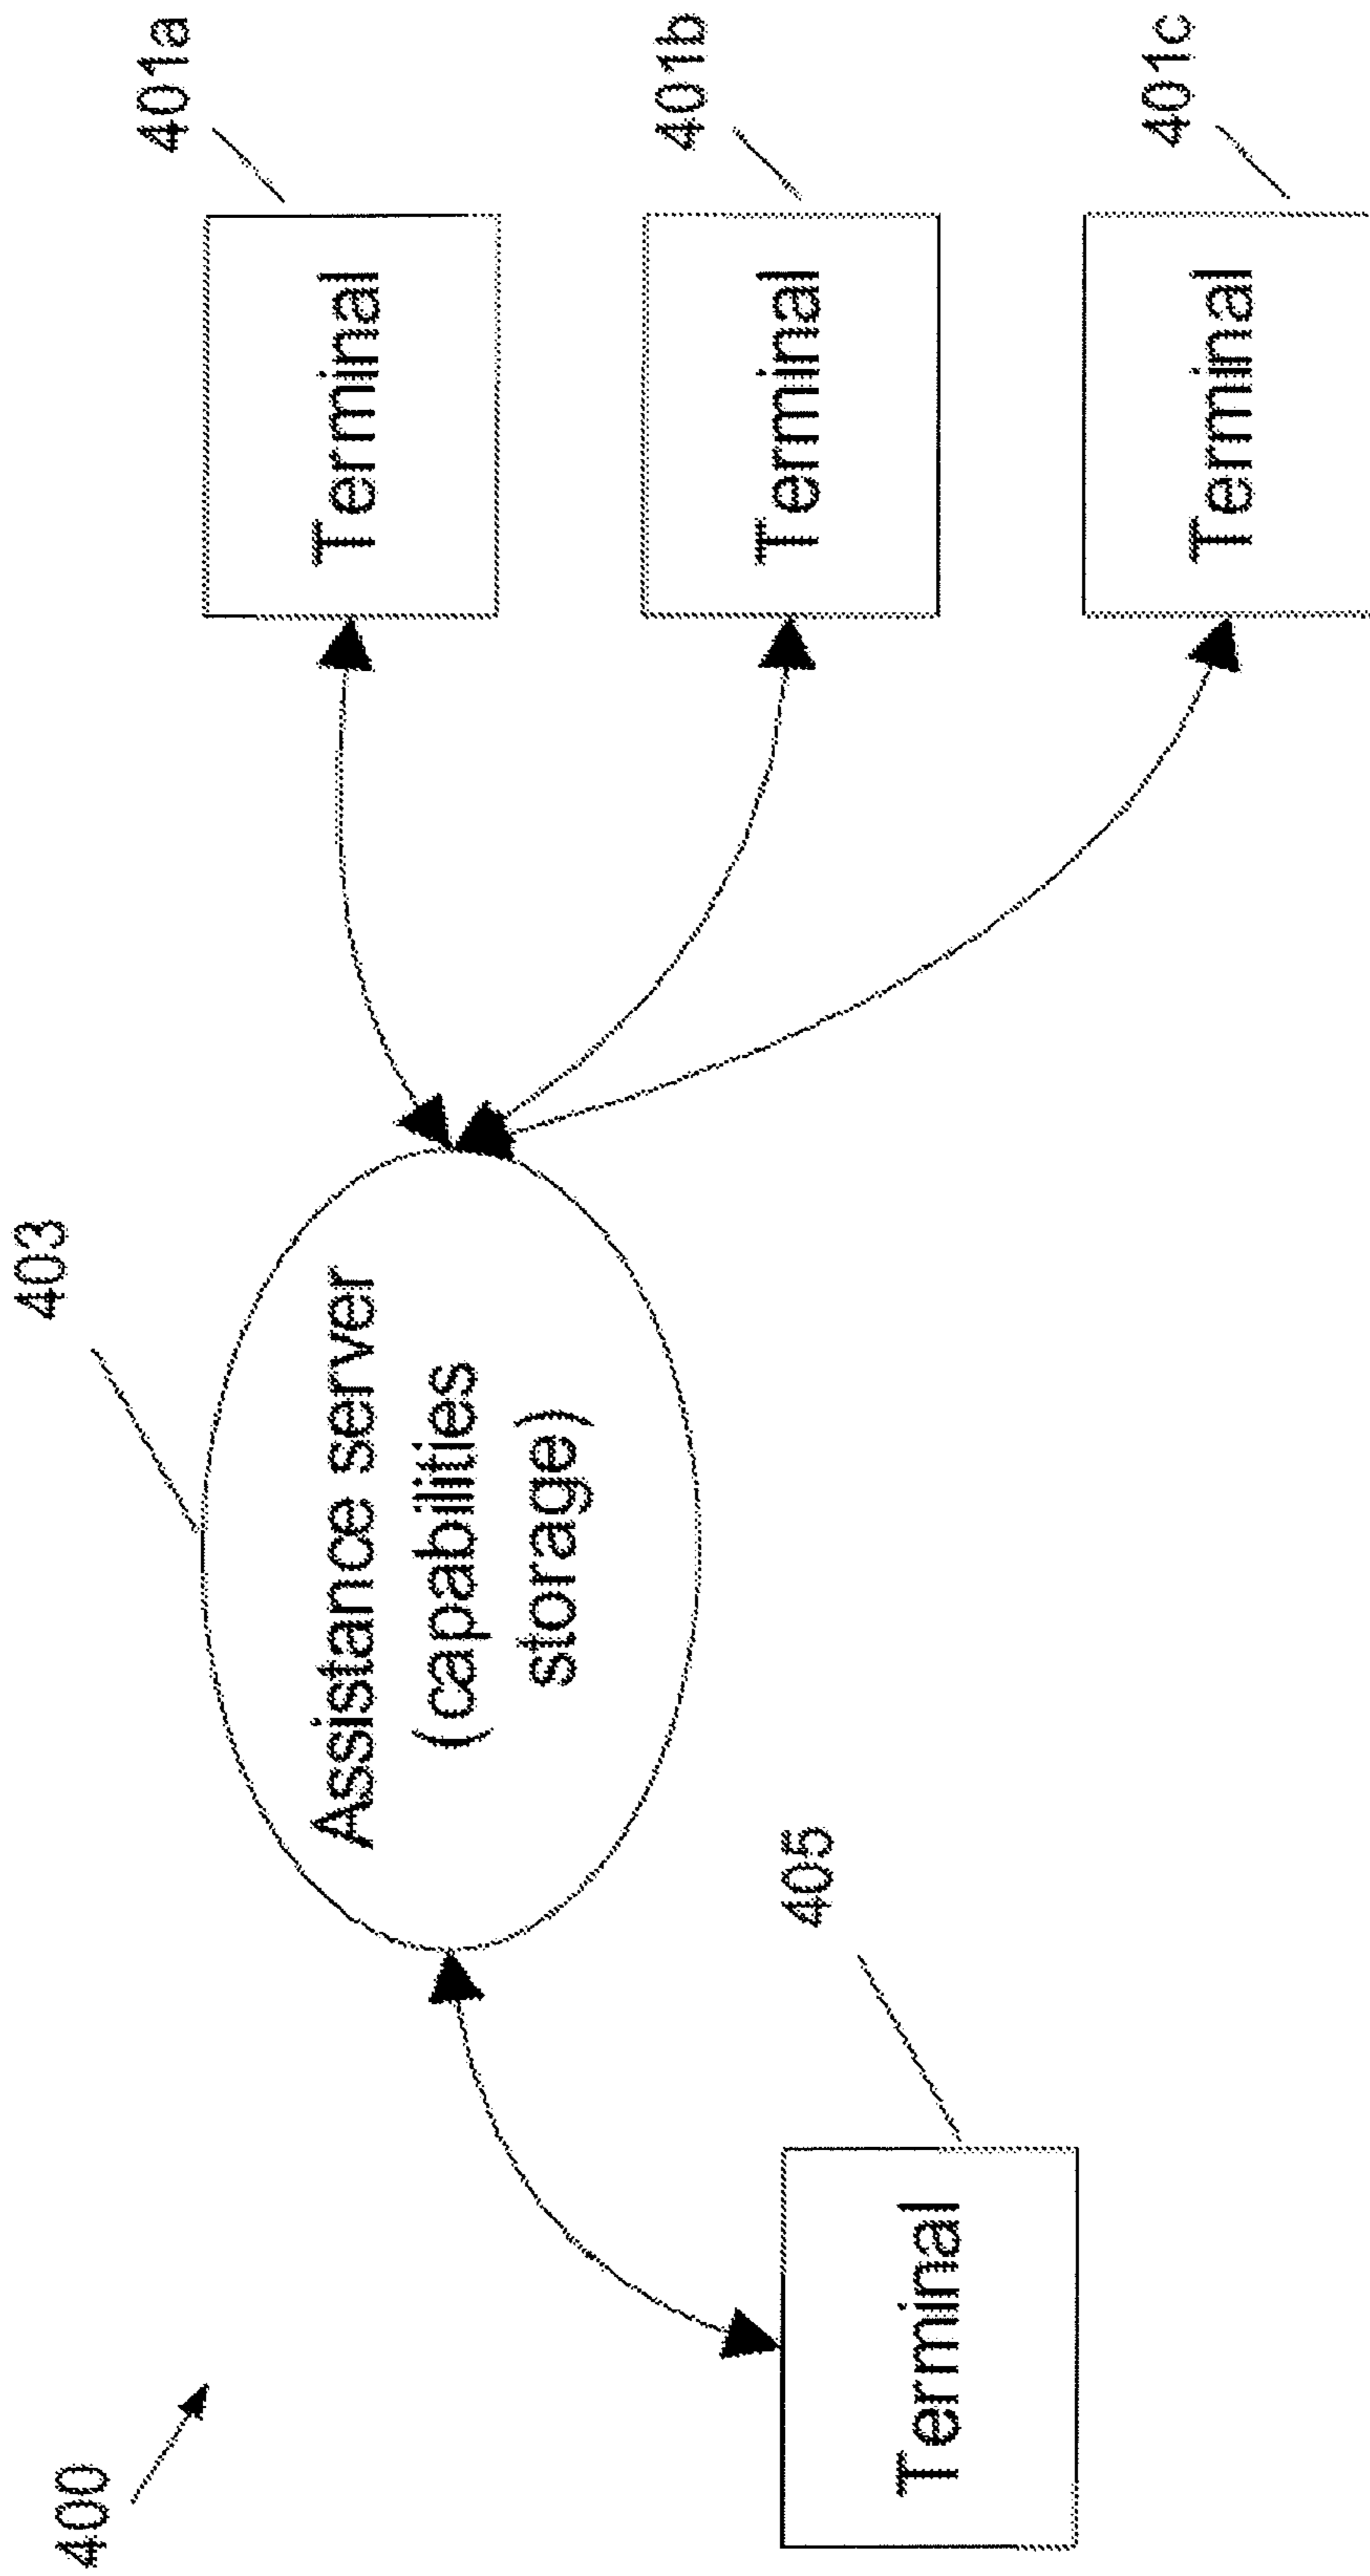 400
403
Assistance server
(capabilities
storage)
401a
Terminal
401b
Terminal
401c
Terminal
405
Terminal